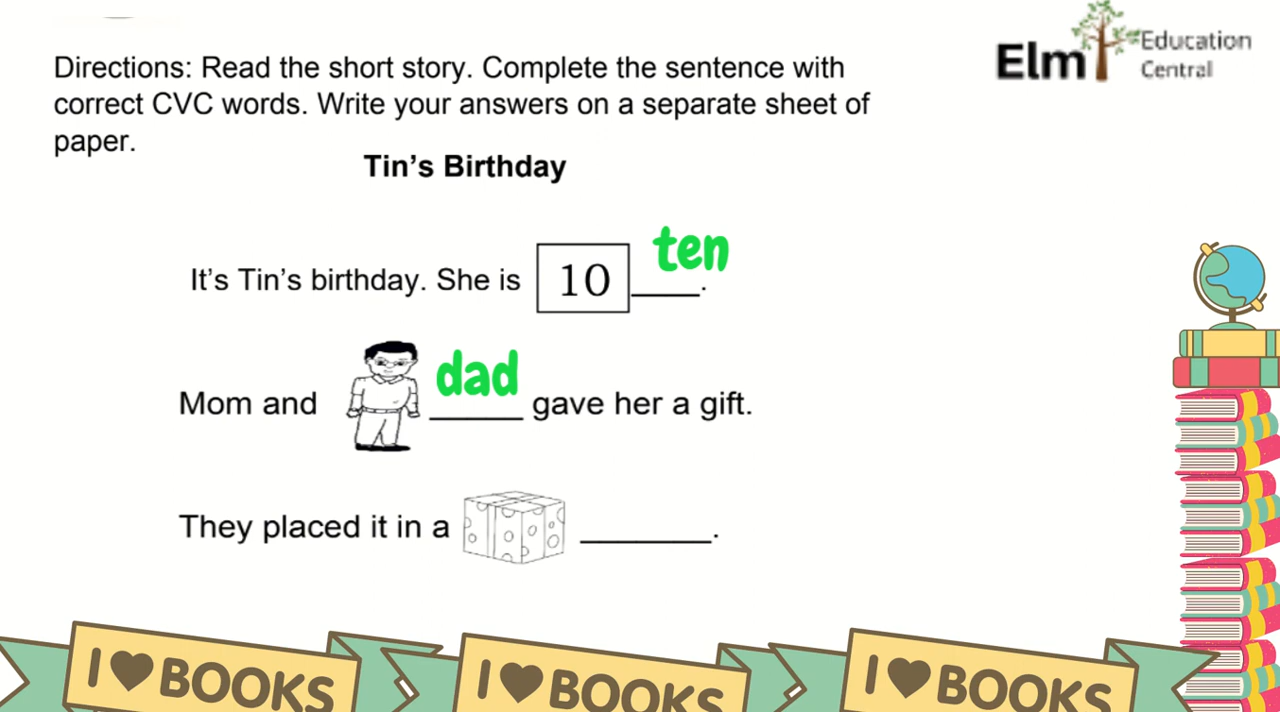 Elm Education
Central
Directions: Read the short story. Complete the sentence with
correct CVC words. Write your answers on a separate sheet of
paper.
Tin’s Birthday
It’s Tin’s birthday. She is 10 ten ____.
Mom and dad ______ gave her a gift.
They placed it in a ________.
I ♥ BOOKS
I ♥ BOOKS
I ♥ BOOKS